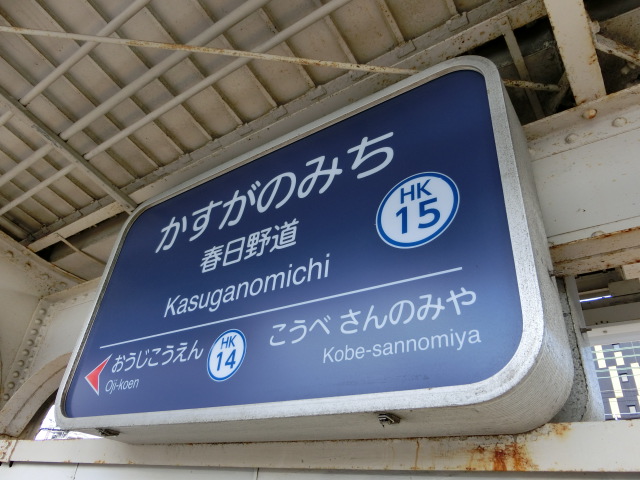 かすがのみち
春日野道
HK
15
Kasuganomichi
おうじこうえん
Oji-koen
HK
14
こうべ さんのみや
Kobe-sannomiya